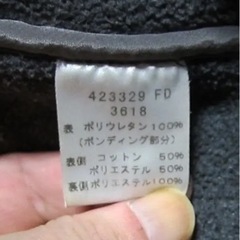 423329 FD
3618
表 ポリウレタン100%
(ボンディング部分)
表側 コットン 50%
ポリエステル 50%
裏側 ポリエステル100%